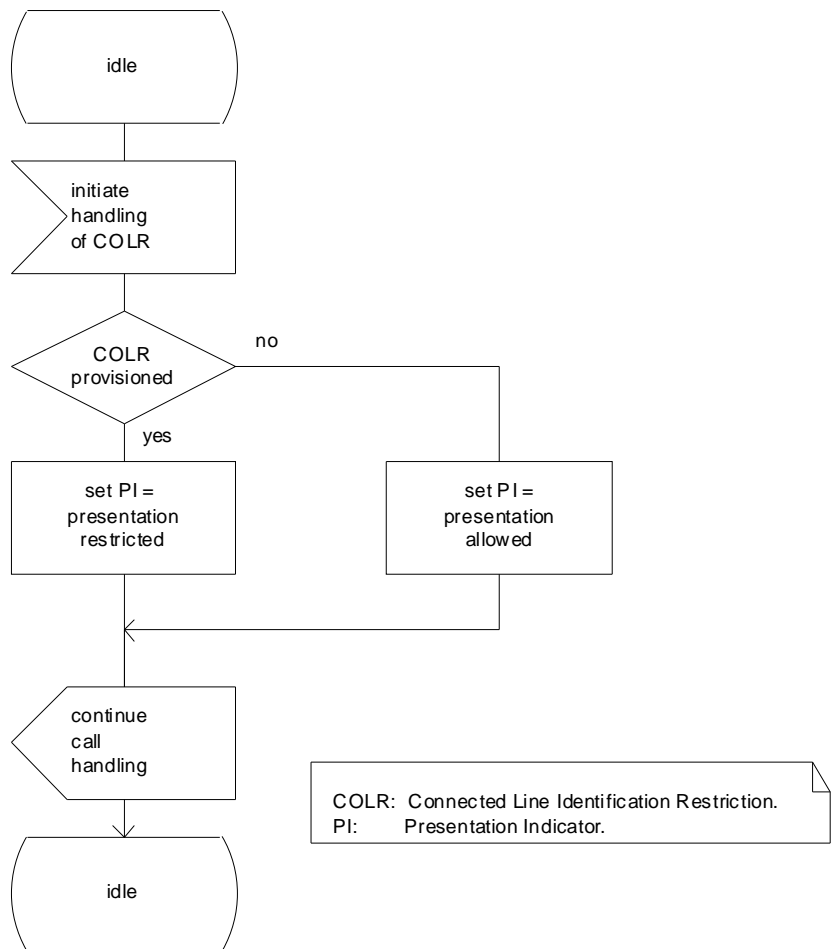 idle
initiate
handling
of COLR
COLR
provisioned
no
yes
set PI =
presentation
restricted
set PI =
presentation
allowed
continue
call
handling
COLR: Connected Line Identification Restriction.
PI: Presentation Indicator.
idle